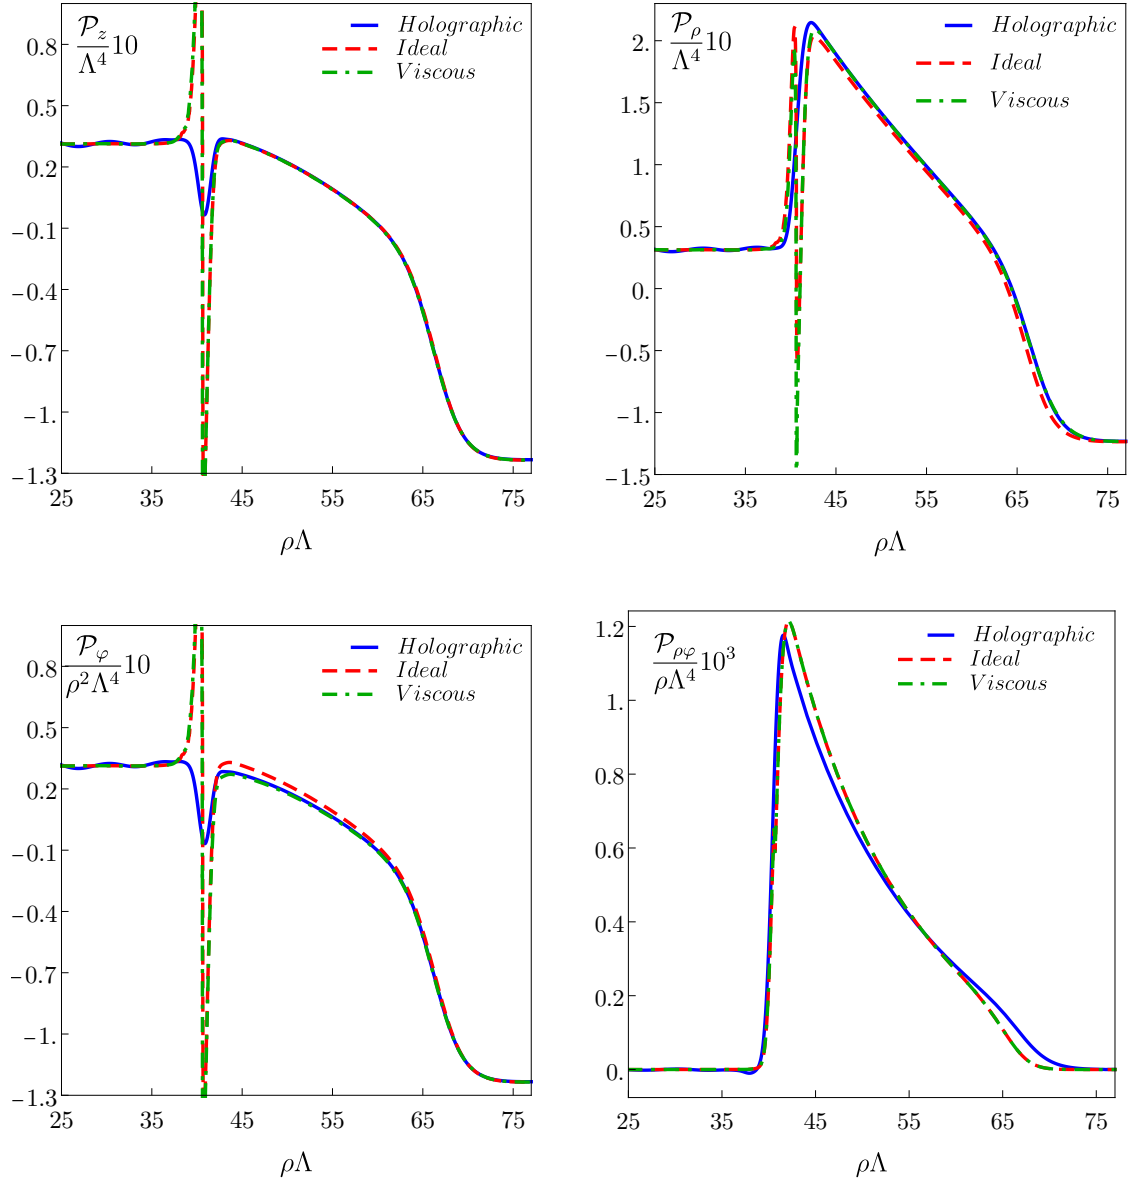 𝒫_z/Λ^4 10
Holographic
Ideal
Viscous
0.8
0.5
0.2
−0.1
−0.4
−0.7
−1.
−1.3
25 35 45 55 65 75
ρΛ
𝒫_ρ/Λ^4 10
Holographic
Ideal
Viscous
2.
1.5
1.
0.5
0.
−0.5
−1.
−1.5
25 35 45 55 65 75
ρΛ
𝒫_φ/ρ^2Λ^4 10
Holographic
Ideal
Viscous
0.8
0.5
0.2
−0.1
−0.4
−0.7
−1.
−1.3
25 35 45 55 65 75
ρΛ
𝒫_ρφ/ρΛ^4 10^3
Holographic
Ideal
Viscous
1.2
1.
0.8
0.6
0.4
0.2
0.
25 35 45 55 65 75
ρΛ